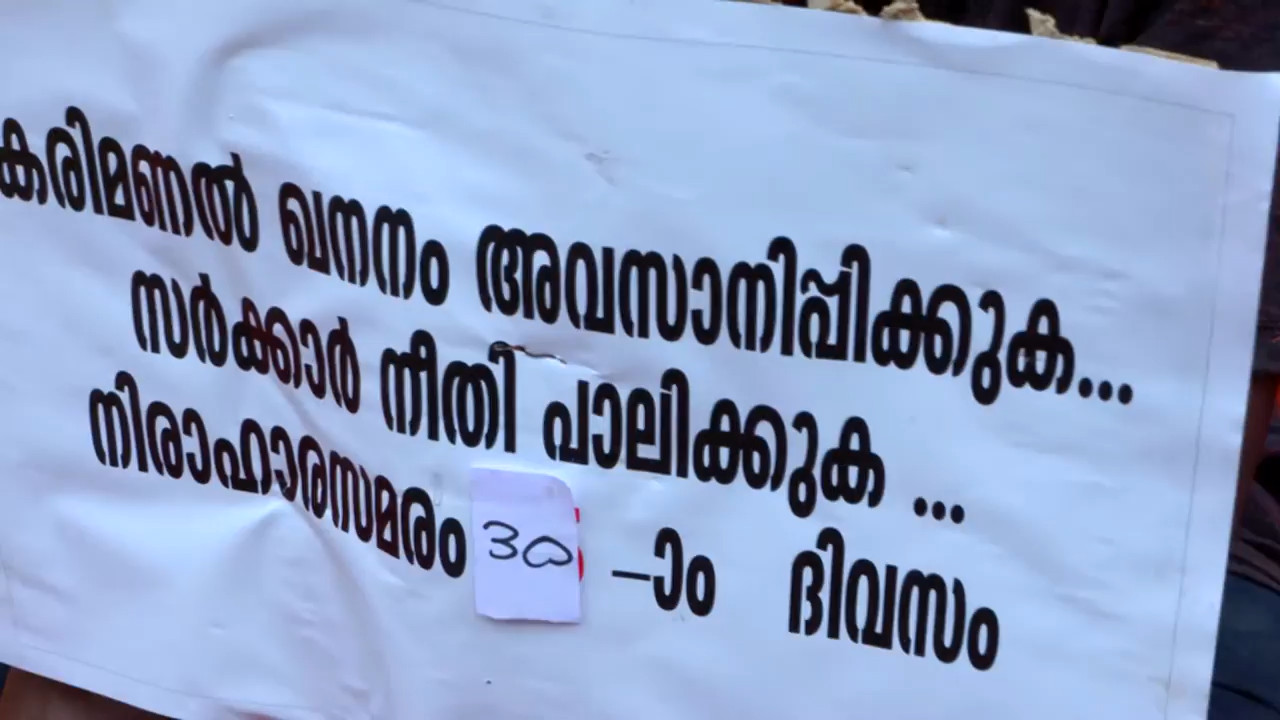 കരിമണൽ ഖനനം അവസാനിപ്പിക്കുക...
സർക്കാർ നീതി പാലിക്കുക ...
നിരാഹാരസമരം 30 -ാം ദിവസം